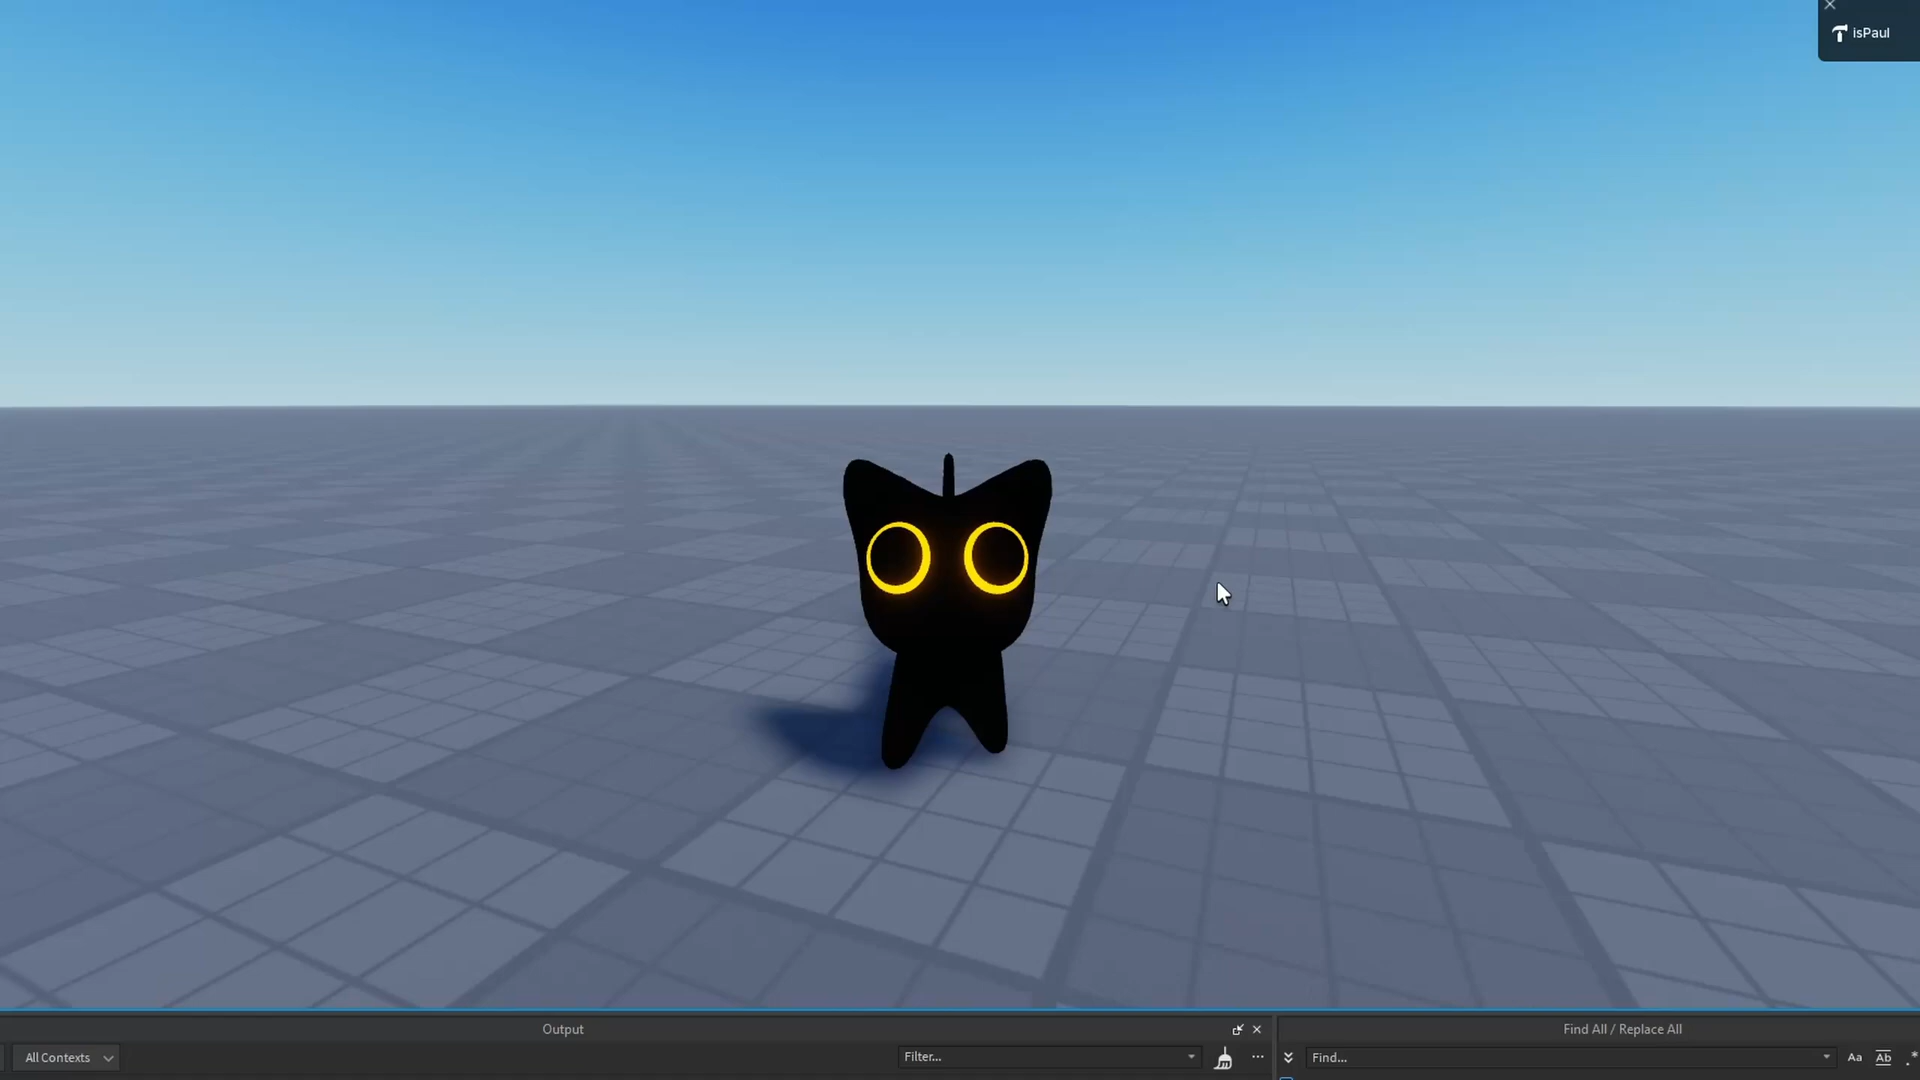 isPaul
Output
Find All / Replace All
All Contexts
Filter...
Find...
Aa
Ab
.*